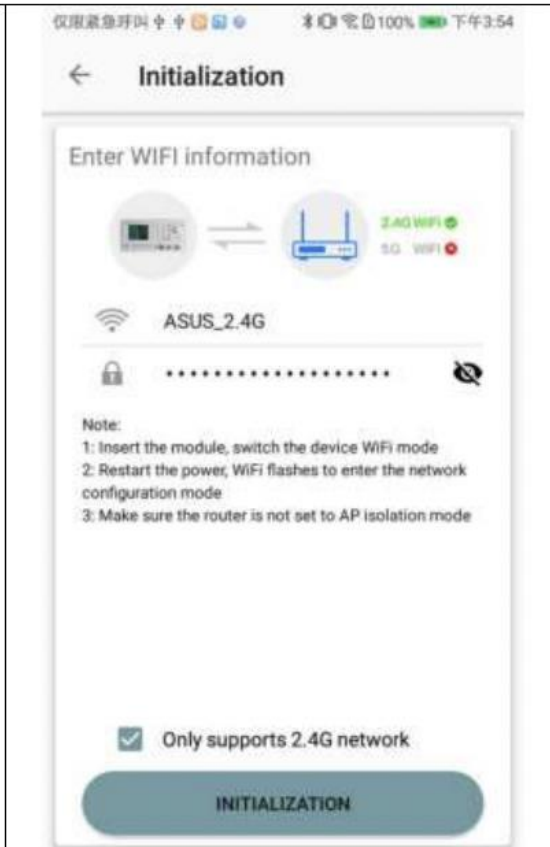 仅限紧急呼叫 100% 下午3:54
Initialization
Enter WIFI information
2.4G WIFI
5G WIFI
ASUS_2.4G
Note:
1: Insert the module, switch the device WiFi mode
2: Restart the power, WiFi flashes to enter the network
configuration mode
3: Make sure the router is not set to AP isolation mode
Only supports 2.4G network
INITIALIZATION